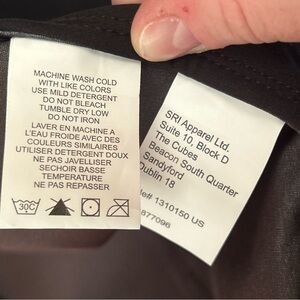 MACHINE WASH COLD
WITH LIKE COLORS
USE MILD DETERGENT
DO NOT BLEACH
TUMBLE DRY LOW
DO NOT IRON
LAVER EN MACHINE A
L'EAU FROIDE AVEC DES
COULEURS SIMILAIRES
UTILISER DETERGENT DOUX
NE PAS JAVELLISER
SECHOIR BASSE
TEMPERATURE
NE PAS REPASSER
30C
SRI Apparel Ltd.
Suite 10, Block D
The Cubes
Beacon South Quarter
Sandyford
Dublin 18
le# 1310150 US
877096